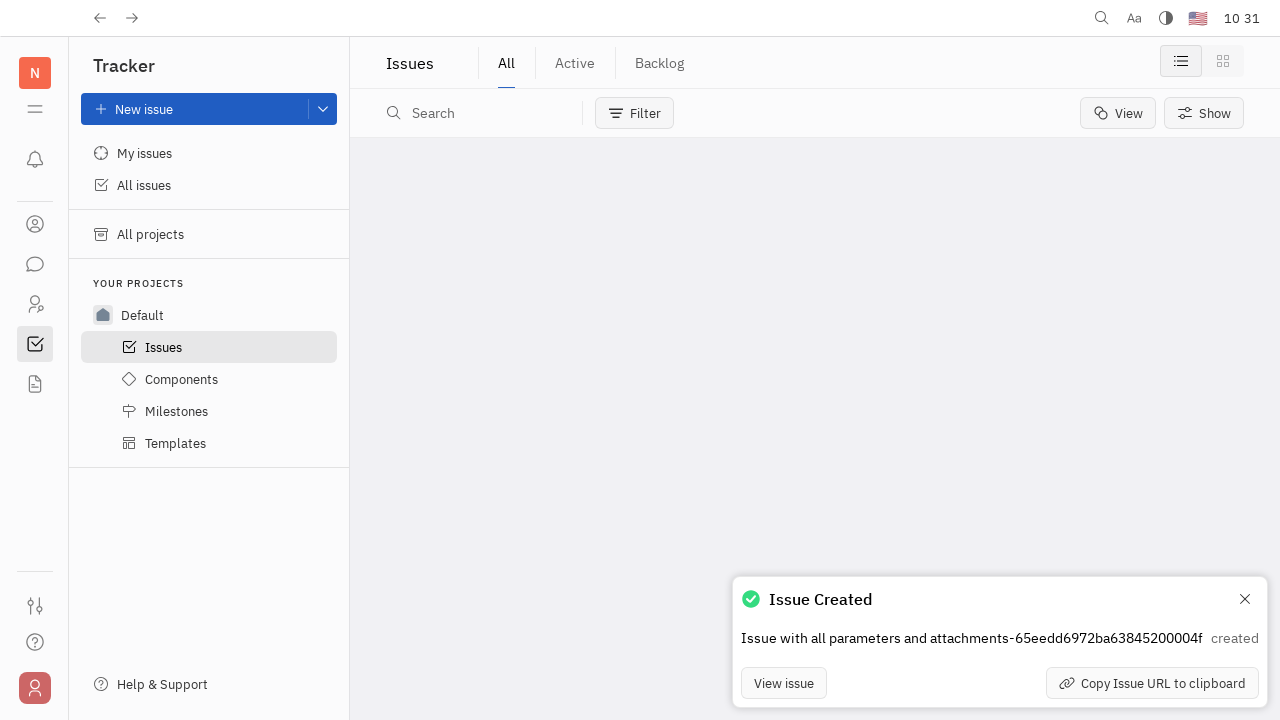 Aa
10 31
N
Tracker
New issue
My issues
All issues
All projects
YOUR PROJECTS
Default
Issues
Components
Milestones
Templates
Help & Support
Issues
All
Active
Backlog
Search
Filter
View
Show
Issue Created
Issue with all parameters and attachments-65eedd6972ba63845200004f created
View issue
Copy Issue URL to clipboard